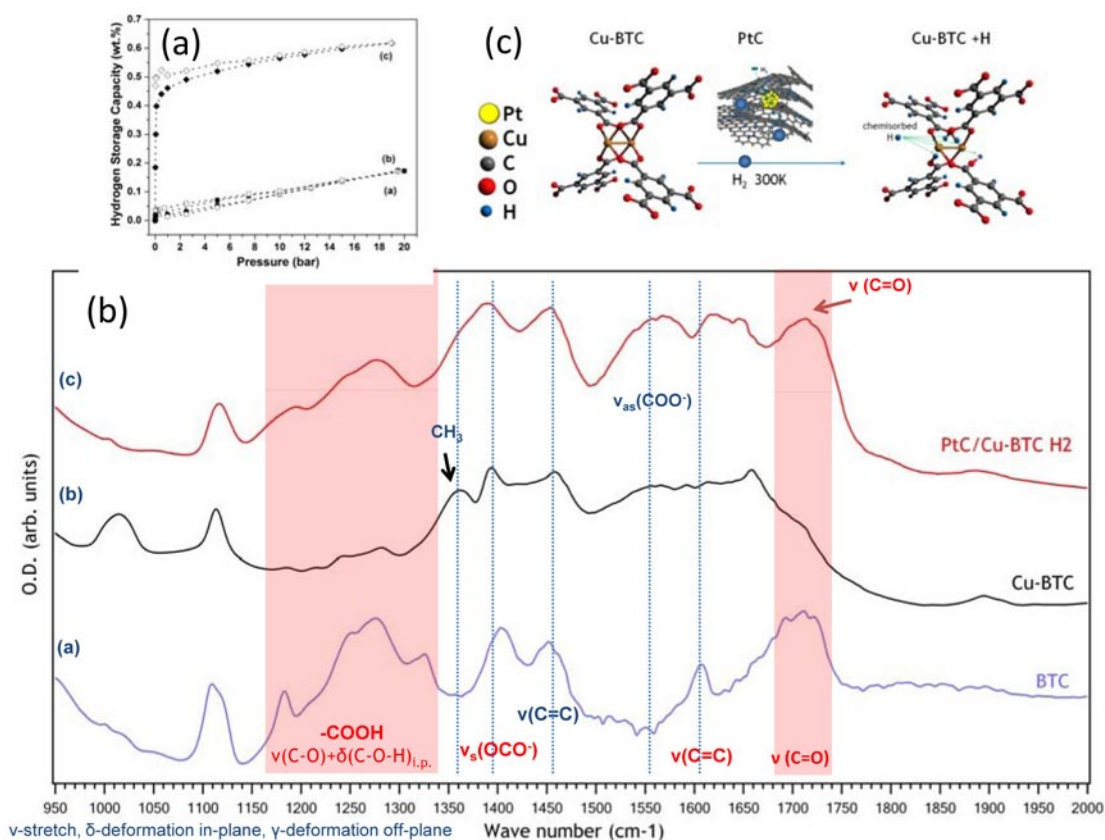 (a)
Hydrogen Storage Capacity (wt.%)
0.7
0.6
0.5
0.4
0.3
0.2
0.1
0.0
(c)
(b)
(a)
0 2 4 6 8 10 12 14 16 18 20
Pressure (bar)
(c)
Cu-BTC
PtC
Cu-BTC +H
Pt
Cu
C
O
H
H2 300K
chemisorbed
H
(b)
ν (C=O)
(c)
νas(COO-)
CH3
PtC/Cu-BTC H2
(b)
Cu-BTC
(a)
BTC
O.D. (arb. units)
-COOH
ν(C-O)+δ(C-O-H)i.p.
νs(OCO-)
ν(C=C)
ν(C=C)
ν (C=O)
950 1000 1050 1100 1150 1200 1250 1300 1350 1400 1450 1500 1550 1600 1650 1700 1750 1800 1850 1900 1950 2000
ν-stretch, δ-deformation in-plane, γ-deformation off-plane
Wave number (cm-1)